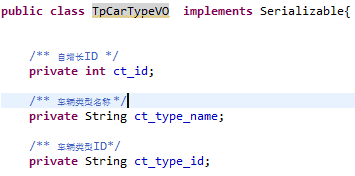 public class TpCarTypeVO  implements Serializable{
/** 自增长ID */
private int ct_id;
/** 车辆类型名称 */
private String ct_type_name;
/** 车辆类型ID*/
private String ct_type_id;